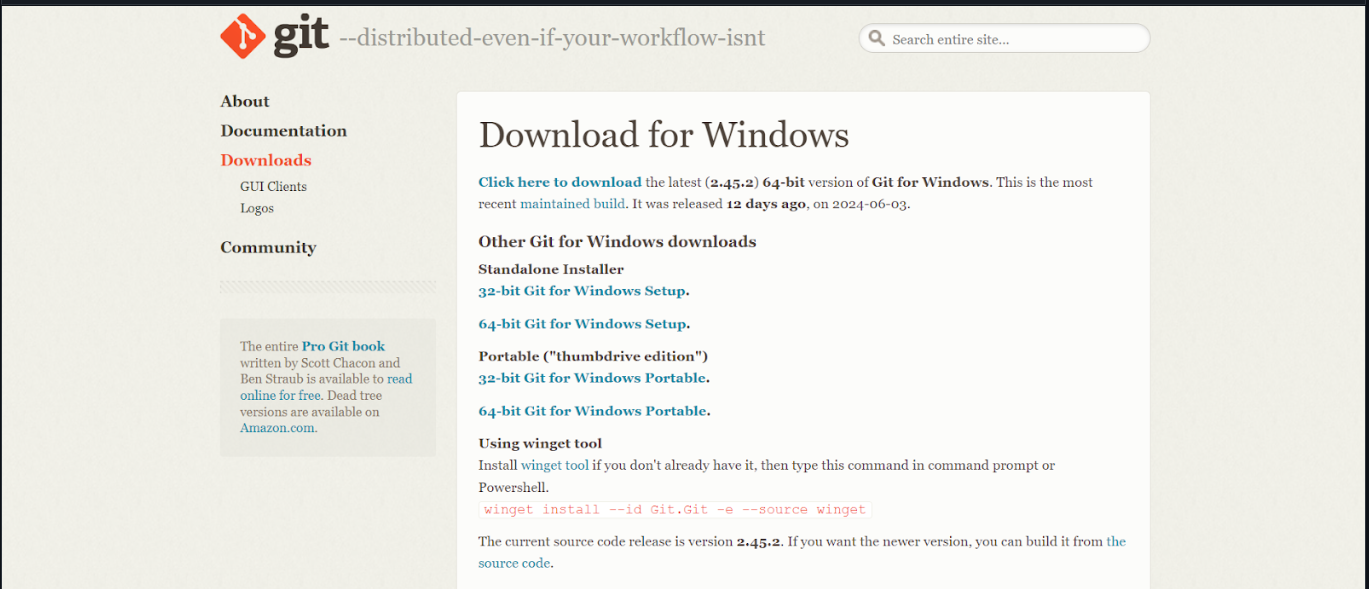 git --distributed-even-if-your-workflow-isnt
Search entire site...
About
Documentation
Downloads
GUI Clients
Logos
Community
The entire Pro Git book
written by Scott Chacon and
Ben Straub is available to read
online for free. Dead tree
versions are available on
Amazon.com.
Download for Windows
Click here to download the latest (2.45.2) 64-bit version of Git for Windows. This is the most
recent maintained build. It was released 12 days ago, on 2024-06-03.
Other Git for Windows downloads
Standalone Installer
32-bit Git for Windows Setup.
64-bit Git for Windows Setup.
Portable ("thumbdrive edition")
32-bit Git for Windows Portable.
64-bit Git for Windows Portable.
Using winget tool
Install winget tool if you don't already have it, then type this command in command prompt or
Powershell.
winget install --id Git.Git -e --source winget
The current source code release is version 2.45.2. If you want the newer version, you can build it from the
source code.